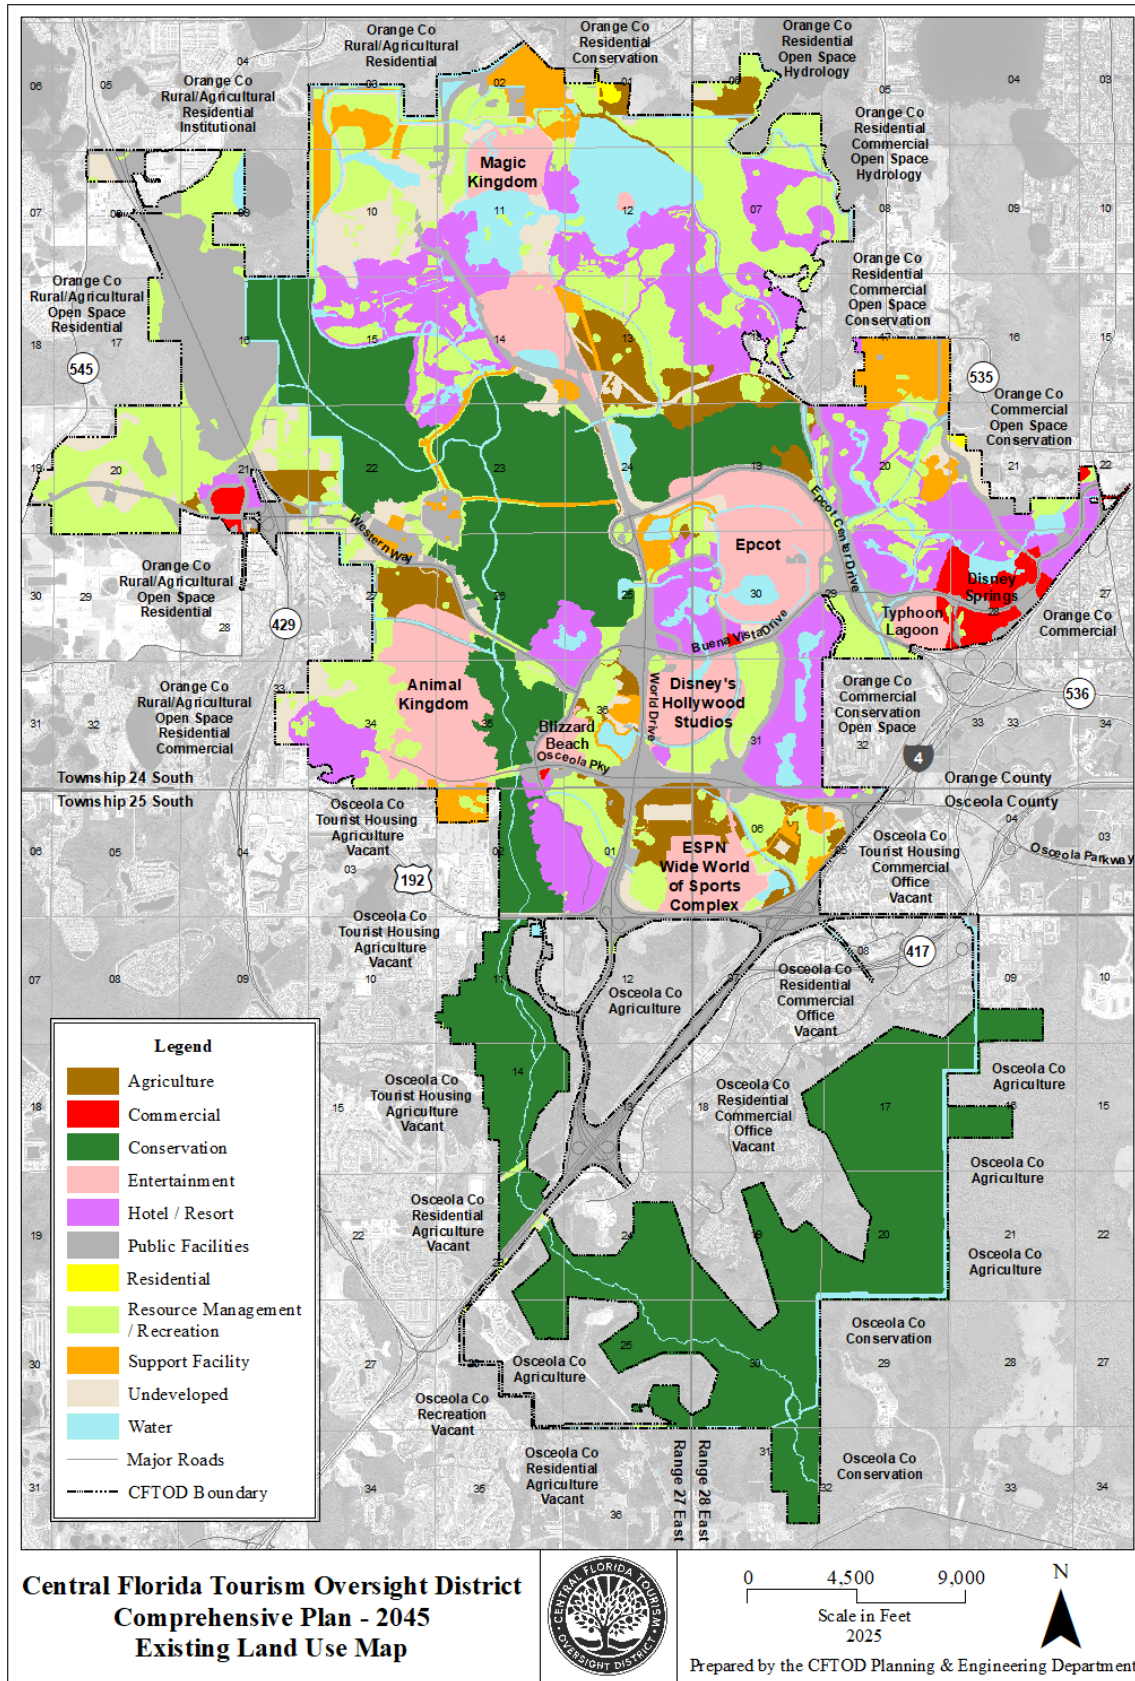 Orange Co
Rural/Agricultural
Residential
Orange Co
Residential
Conservation
Orange Co
Residential
Open Space
Hydrology
Orange Co
Rural/Agricultural
Residential
Institutional
Orange Co
Residential
Commercial
Open Space
Hydrology
Orange Co
Rural/Agricultural
Open Space
Residential
Orange Co
Residential
Commercial
Open Space
Conservation
Magic
Kingdom
545
535
Orange Co
Commercial
Open Space
Conservation
Western Way
Epcot Center Drive
Epcot
Disney
Springs
Typhoon
Lagoon
Buena Vista Drive
Orange Co
Rural/Agricultural
Open Space
Residential
429
Orange Co
Commercial
Orange Co
Rural/Agricultural
Open Space
Residential
Commercial
Animal
Kingdom
World Drive
Disney's
Hollywood
Studios
Orange Co
Commercial
Conservation
Open Space
536
Blizzard
Beach
Osceola Pky
4
Township 24 South
Township 25 South
Orange County
Osceola County
Osceola Parkway
Osceola Co
Tourist Housing
Agriculture
Vacant
192
ESPN
Wide World
of Sports
Complex
Osceola Co
Tourist Housing
Commercial
Office
Vacant
Osceola Co
Tourist Housing
Agriculture
Vacant
417
Osceola Co
Agriculture
Osceola Co
Residential
Commercial
Office
Vacant
Osceola Co
Tourist Housing
Agriculture
Vacant
Osceola Co
Residential
Commercial
Office
Vacant
Osceola Co
Agriculture
Osceola Co
Agriculture
Osceola Co
Residential
Agriculture
Vacant
Osceola Co
Agriculture
Osceola Co
Conservation
Osceola Co
Agriculture
Osceola Co
Recreation
Vacant
Osceola Co
Residential
Agriculture
Vacant
Range 27 East
Range 28 East
Osceola Co
Conservation
Legend
Agriculture
Commercial
Conservation
Entertainment
Hotel / Resort
Public Facilities
Residential
Resource Management
/ Recreation
Support Facility
Undeveloped
Water
Major Roads
CFTOD Boundary
Central Florida Tourism Oversight District
Comprehensive Plan - 2045
Existing Land Use Map
CENTRAL FLORIDA TOURISM
OVERSIGHT DISTRICT
0 4,500 9,000
Scale in Feet
2025
N
Prepared by the CFTOD Planning & Engineering Department